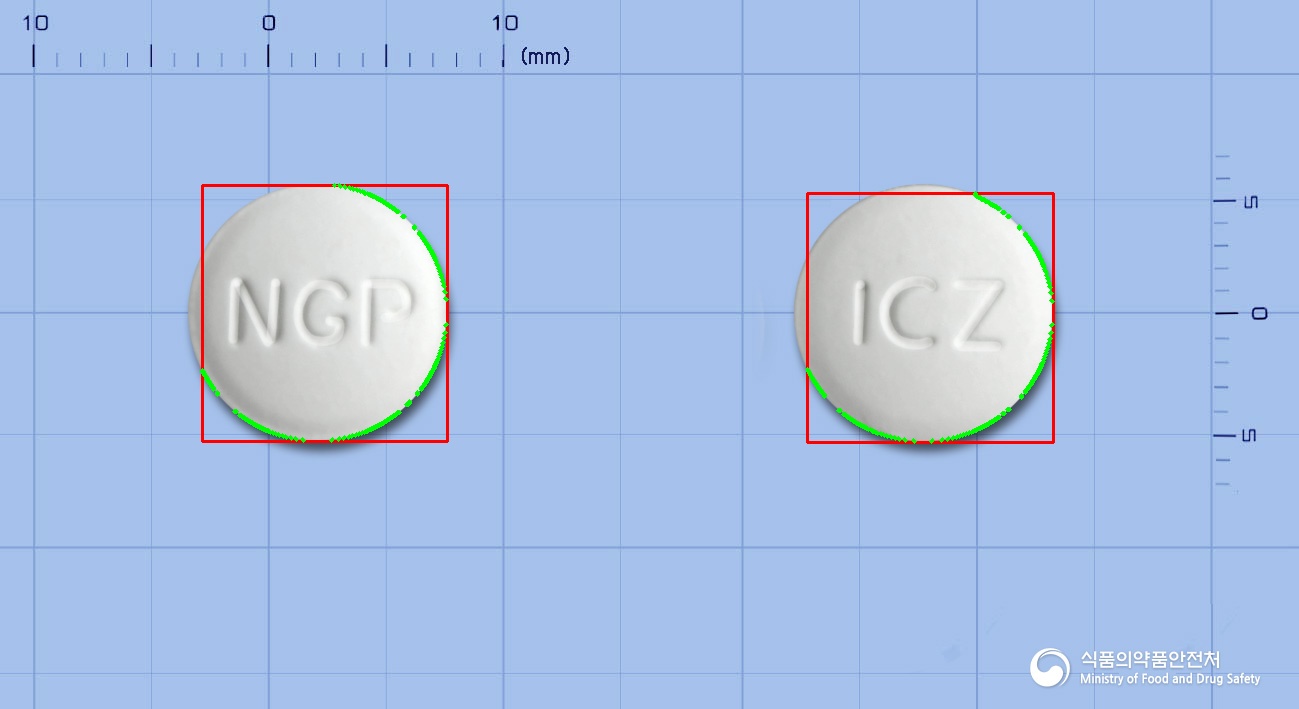 10 0 10
(mm)
NGP
ICZ
5
0
5
식품의약품안전처
Ministry of Food and Drug Safety